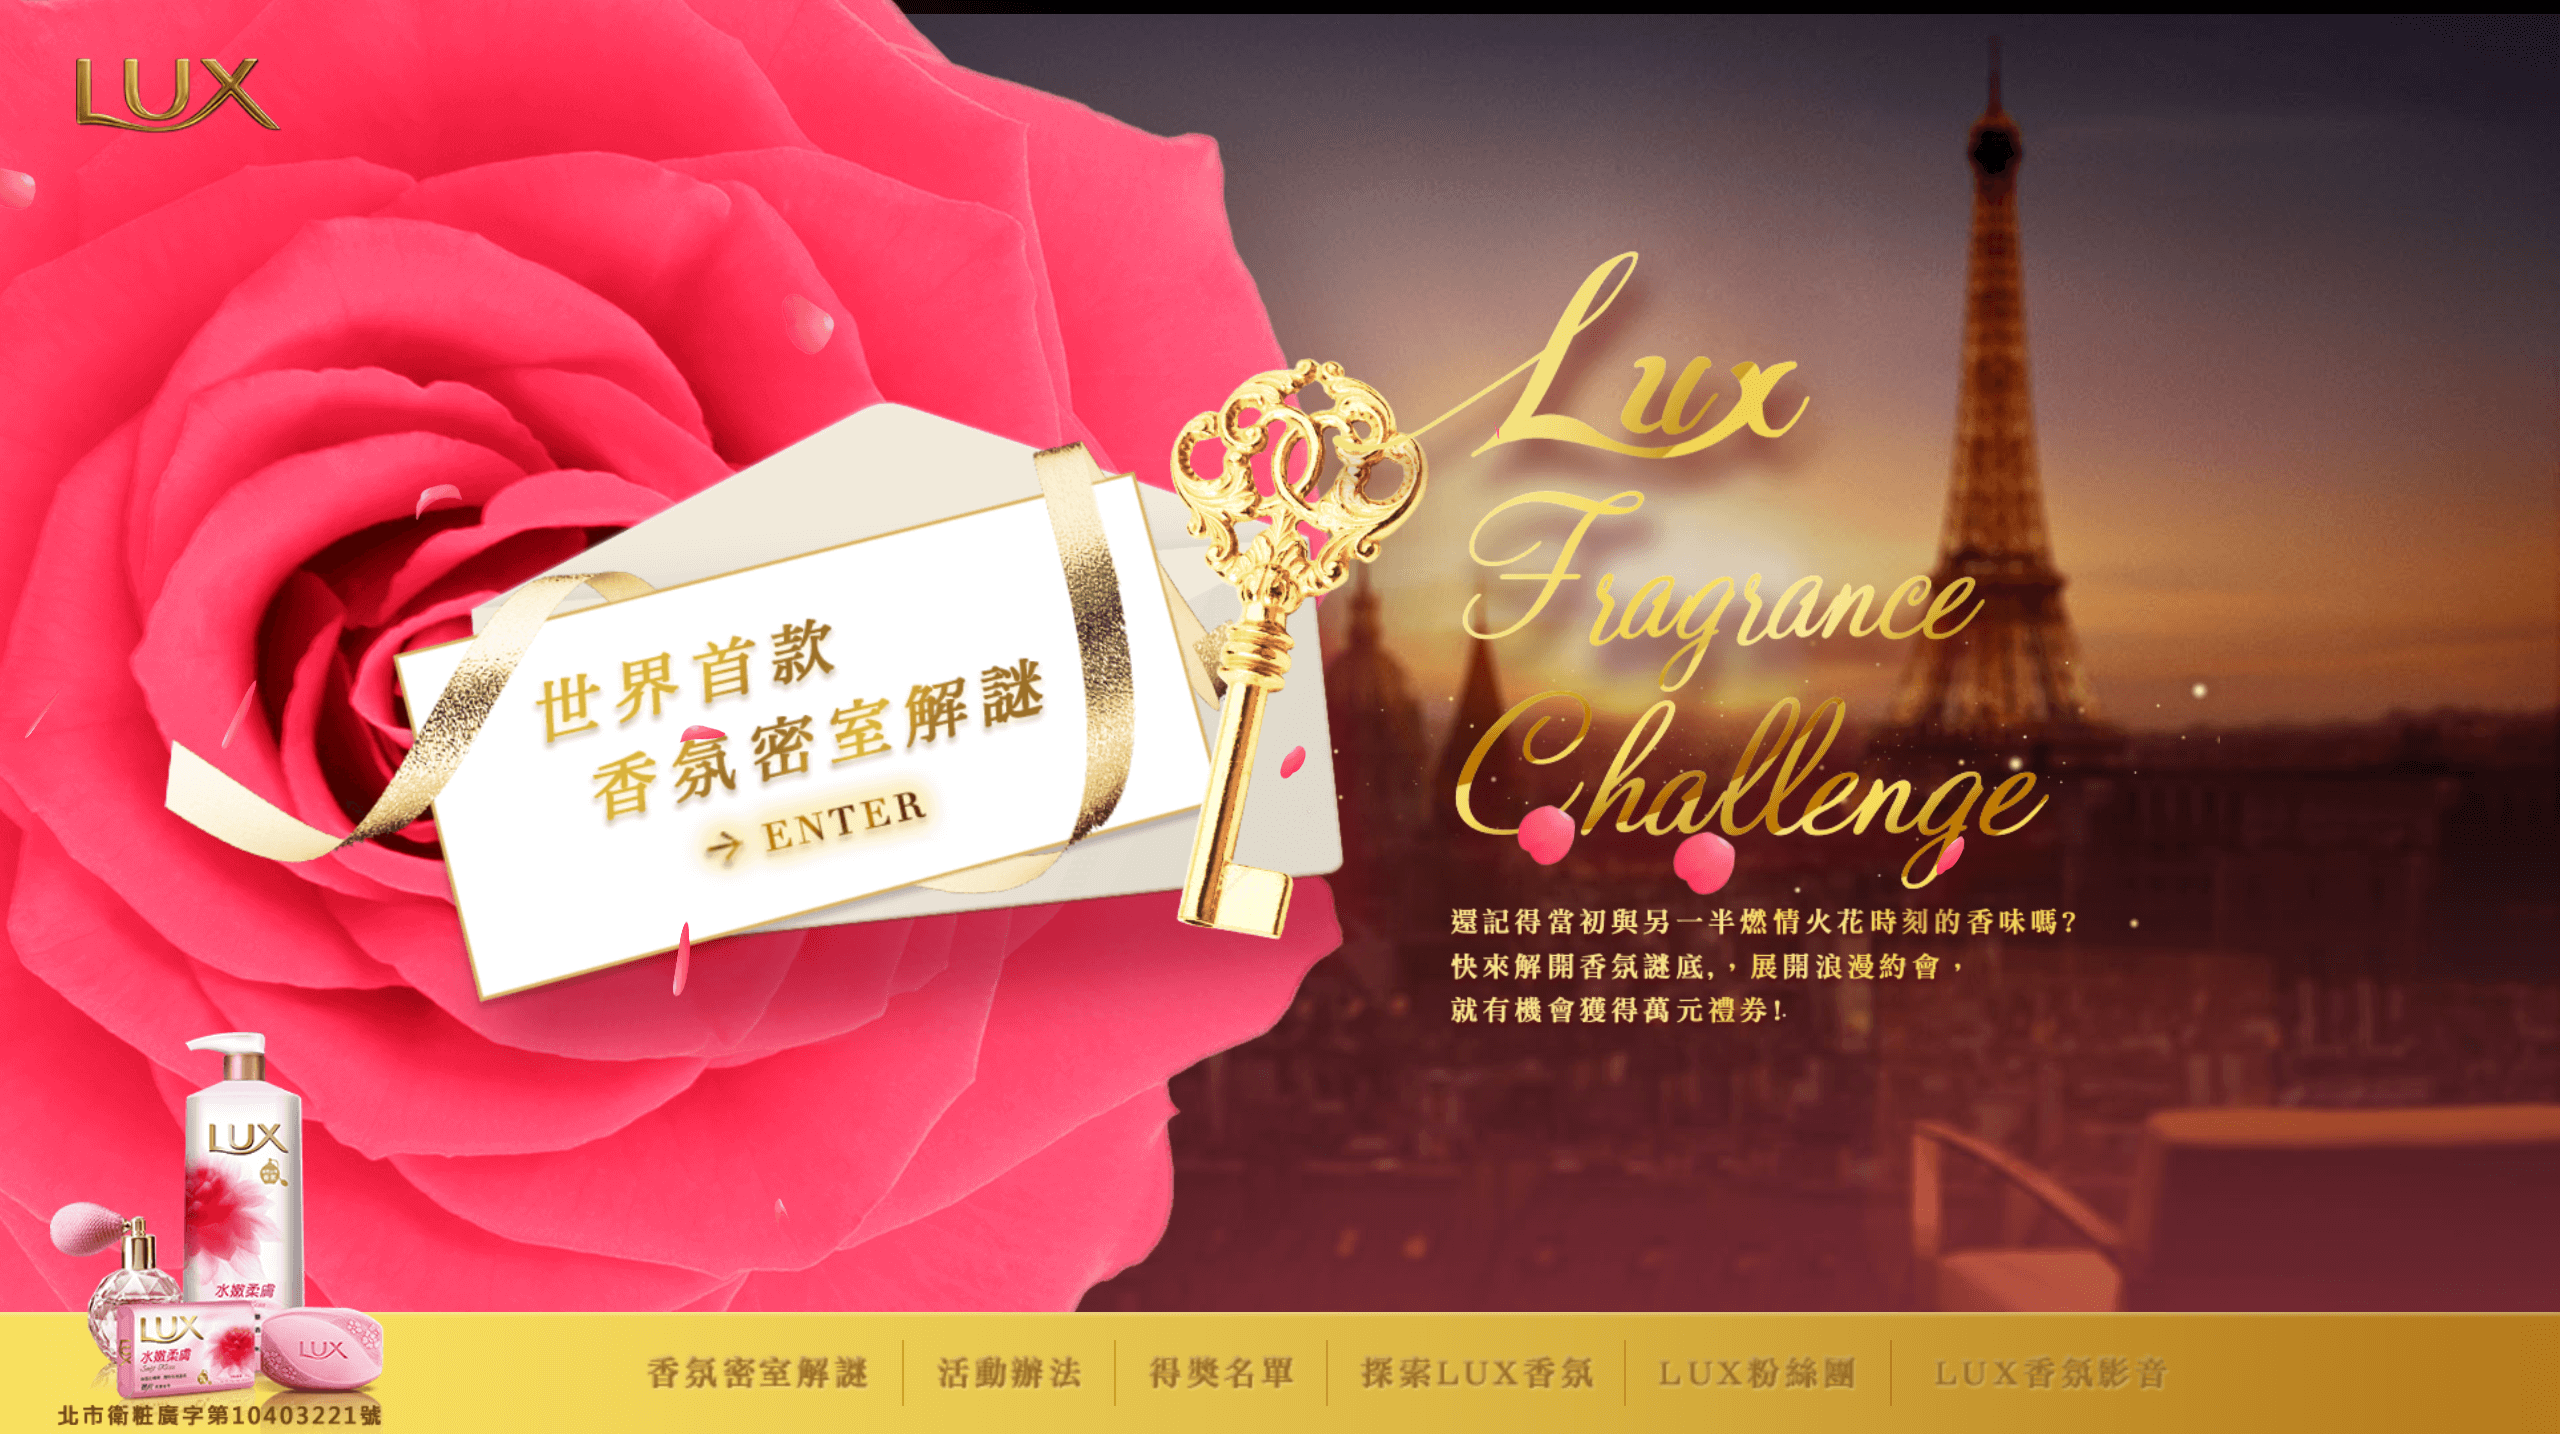 LUX
世界首款
香氛密室解謎
→ ENTER
Lux
Fragrance
Challenge
還記得當初與另一半燃情火花時刻的香味嗎?
快來解開香氛謎底,，展開浪漫約會，
就有機會獲得萬元禮券!
LUX
水嫩柔膚
LUX
水嫩柔膚
LUX
北市衛粧廣字第10403221號
香氛密室解謎
活動辦法
得獎名單
探索LUX香氛
LUX粉絲團
LUX香氛影音